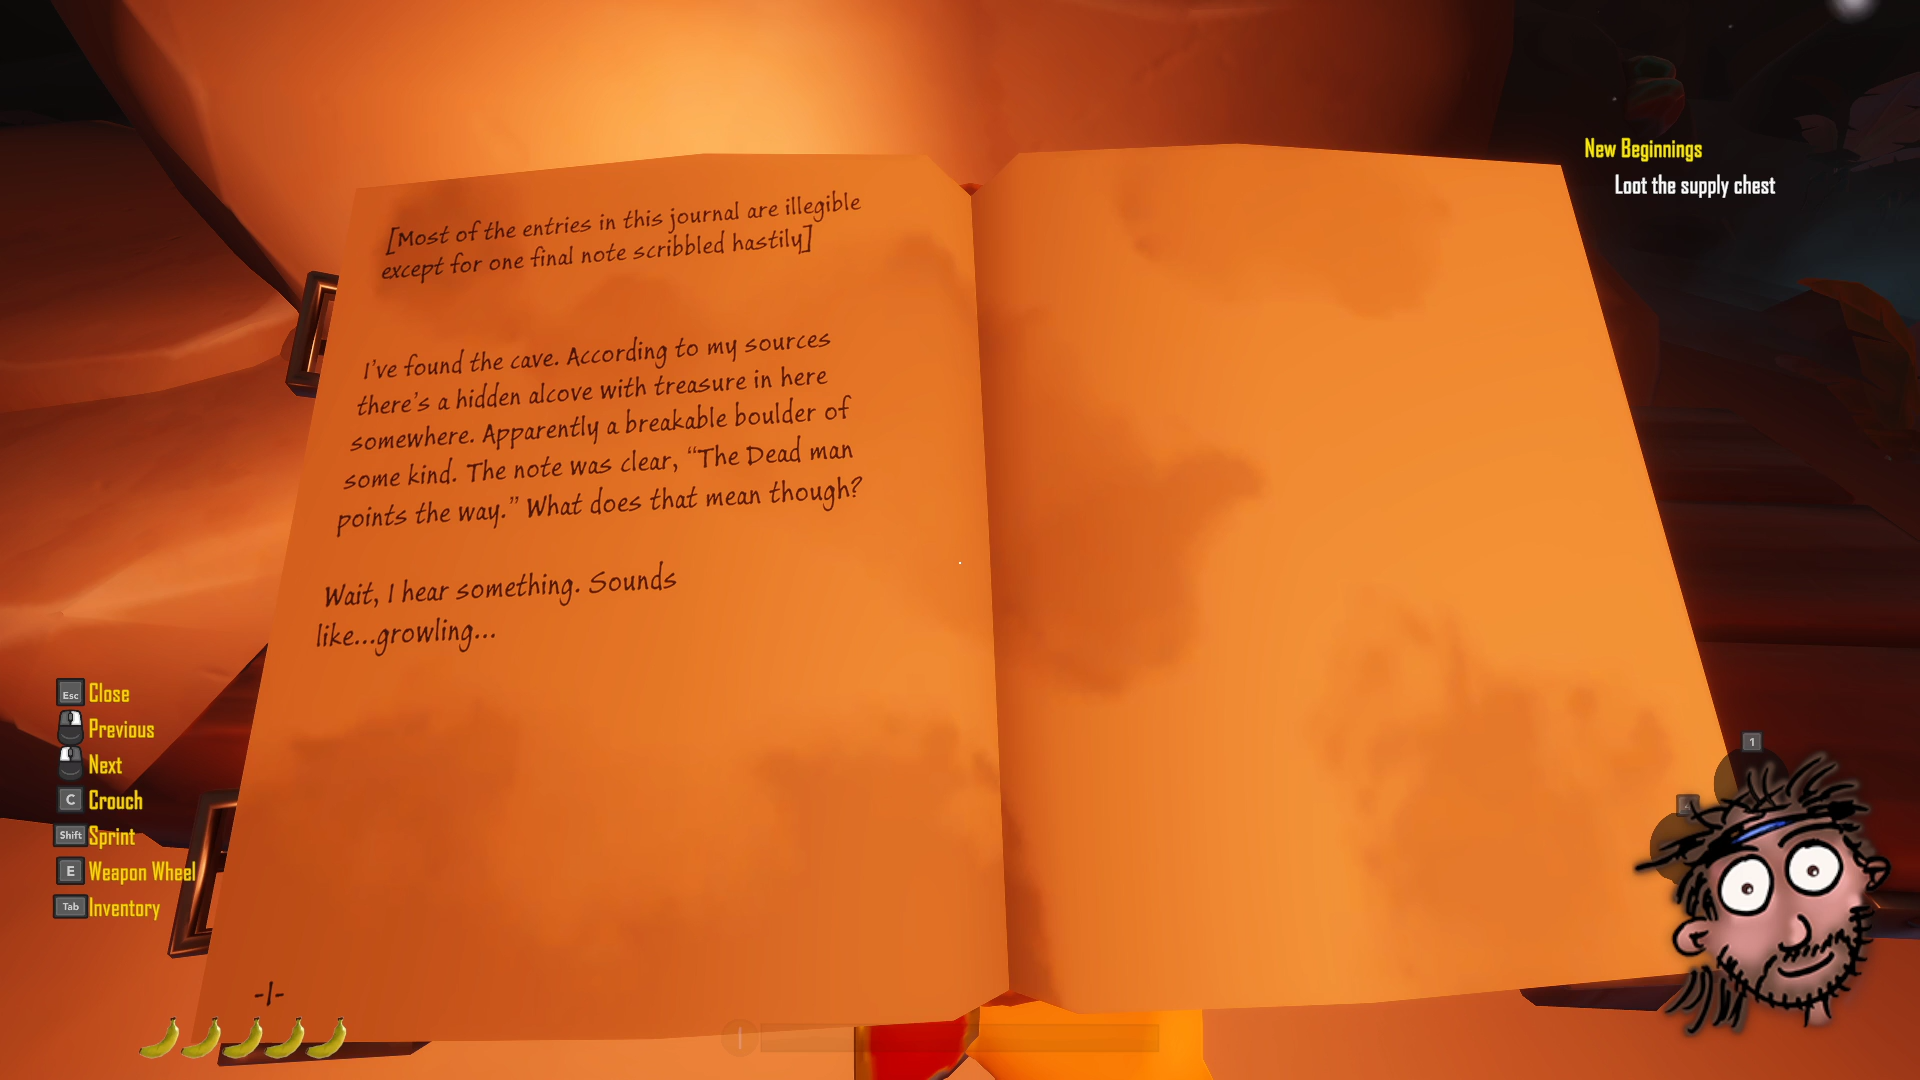 [Most of the entries in this journal are illegible
except for one final note scribbled hastily]
I've found the cave. According to my sources
there's a hidden alcove with treasure in here
somewhere. Apparently a breakable boulder of
some kind. The note was clear, “The Dead man
points the way.” What does that mean though?
Wait, I hear something. Sounds
like...growling...
-1-
New Beginnings
Loot the supply chest
Esc Close
Previous
Next
C Crouch
Shift Sprint
E Weapon Wheel
Tab Inventory
1